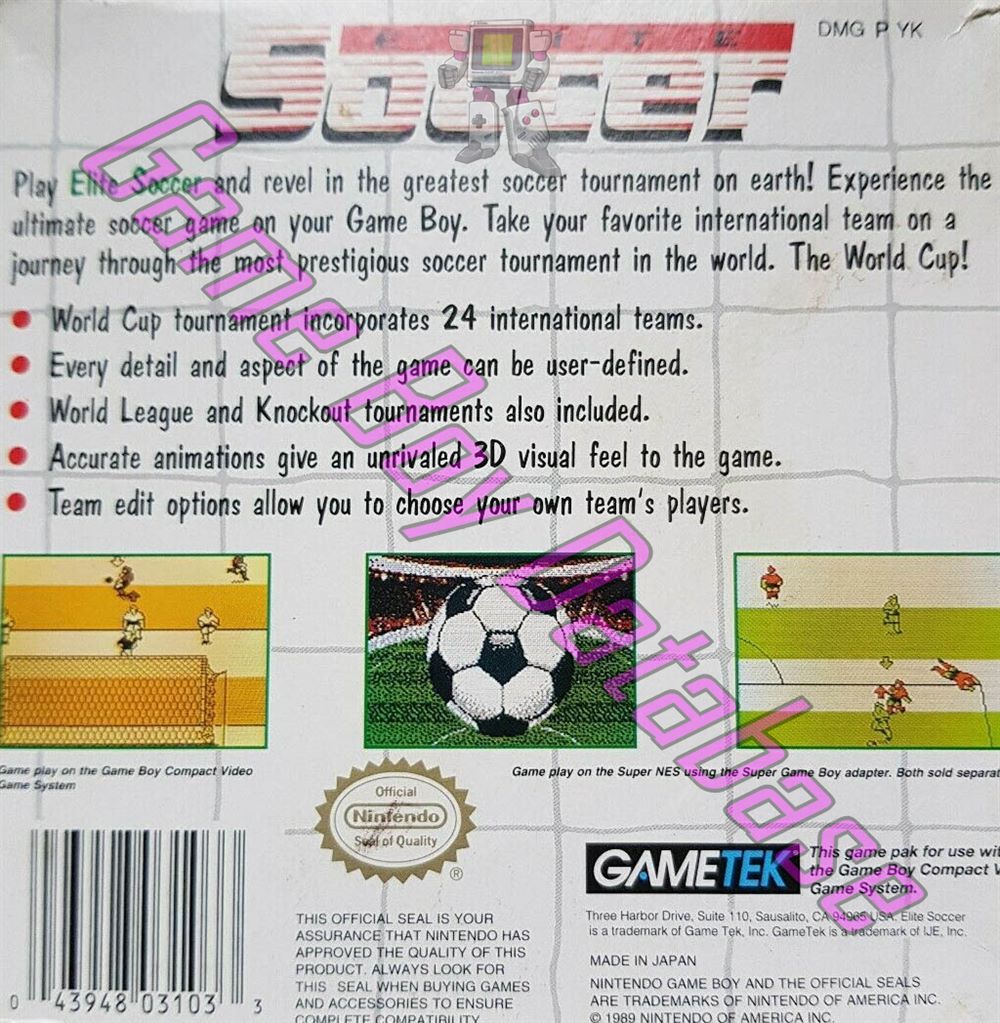 DMG P YK
Soccer
Play Elite Soccer and revel in the greatest soccer tournament on earth! Experience the
ultimate soccer game on your Game Boy. Take your favorite international team on a
journey through the most prestigious soccer tournament in the world. The World Cup!
World Cup tournament incorporates 24 international teams.
Every detail and aspect of the game can be user-defined.
World League and Knockout tournaments also included.
Accurate animations give an unrivaled 3D visual feel to the game.
Team edit options allow you to choose your own team's players.
Game Boy Database
Game play on the Game Boy Compact Video
Game System
Game play on the Super NES using the Super Game Boy adapter. Both sold separat
Official
Nintendo
Seal of Quality
®
THIS OFFICIAL SEAL IS YOUR
ASSURANCE THAT NINTENDO HAS
APPROVED THE QUALITY OF THIS
PRODUCT. ALWAYS LOOK FOR
THIS SEAL WHEN BUYING GAMES
AND ACCESSORIES TO ENSURE
COMPLETE COMPATIBILITY
0 43948 03103 3
GAMETEK®
This game pak for use wit
the Game Boy Compact V
Game System.
Three Harbor Drive, Suite 110, Sausalito, CA 94965 USA. Elite Soccer
is a trademark of Game Tek, Inc. GameTek is a trademark of IJE, Inc.
MADE IN JAPAN
NINTENDO GAME BOY AND THE OFFICIAL SEALS
ARE TRADEMARKS OF NINTENDO OF AMERICA INC.
© 1989 NINTENDO OF AMERICA INC.